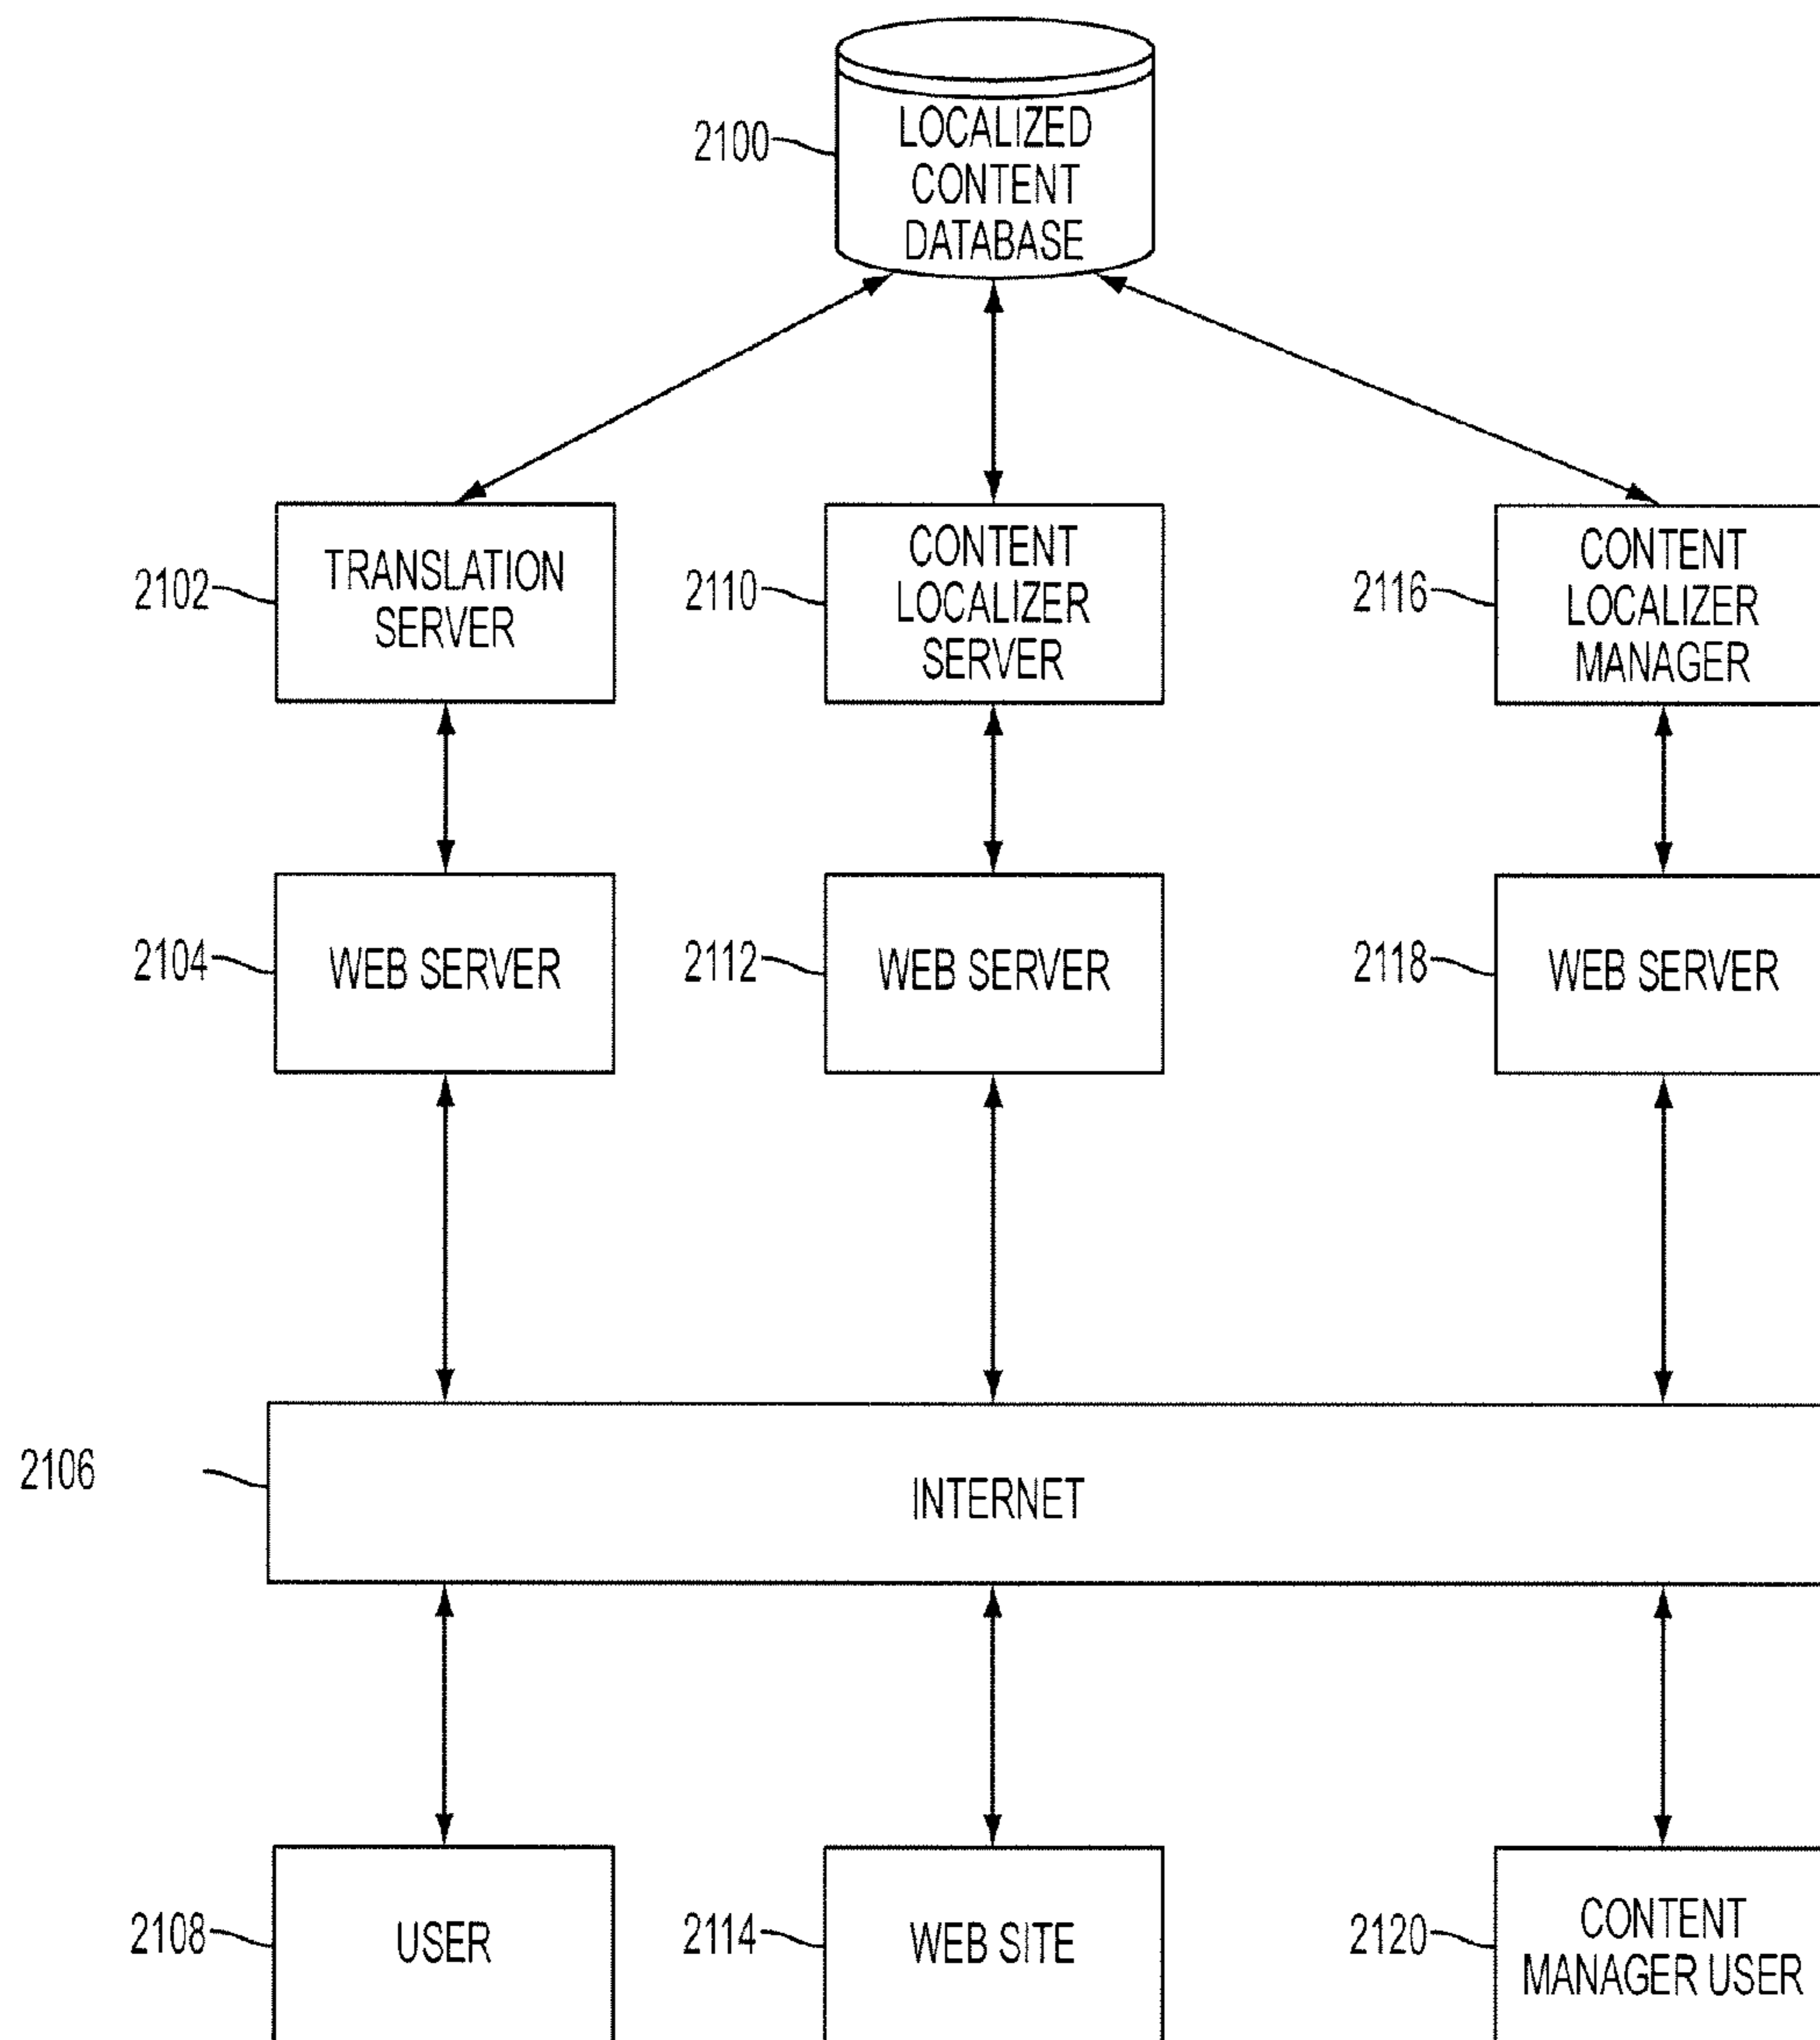 2100
LOCALIZED
CONTENT
DATABASE
2102
TRANSLATION
SERVER
2110
CONTENT
LOCALIZER
SERVER
2116
CONTENT
LOCALIZER
MANAGER
2104
WEB SERVER
2112
WEB SERVER
2118
WEB SERVER
2106
INTERNET
2108
USER
2114
WEB SITE
2120
CONTENT
MANAGER USER